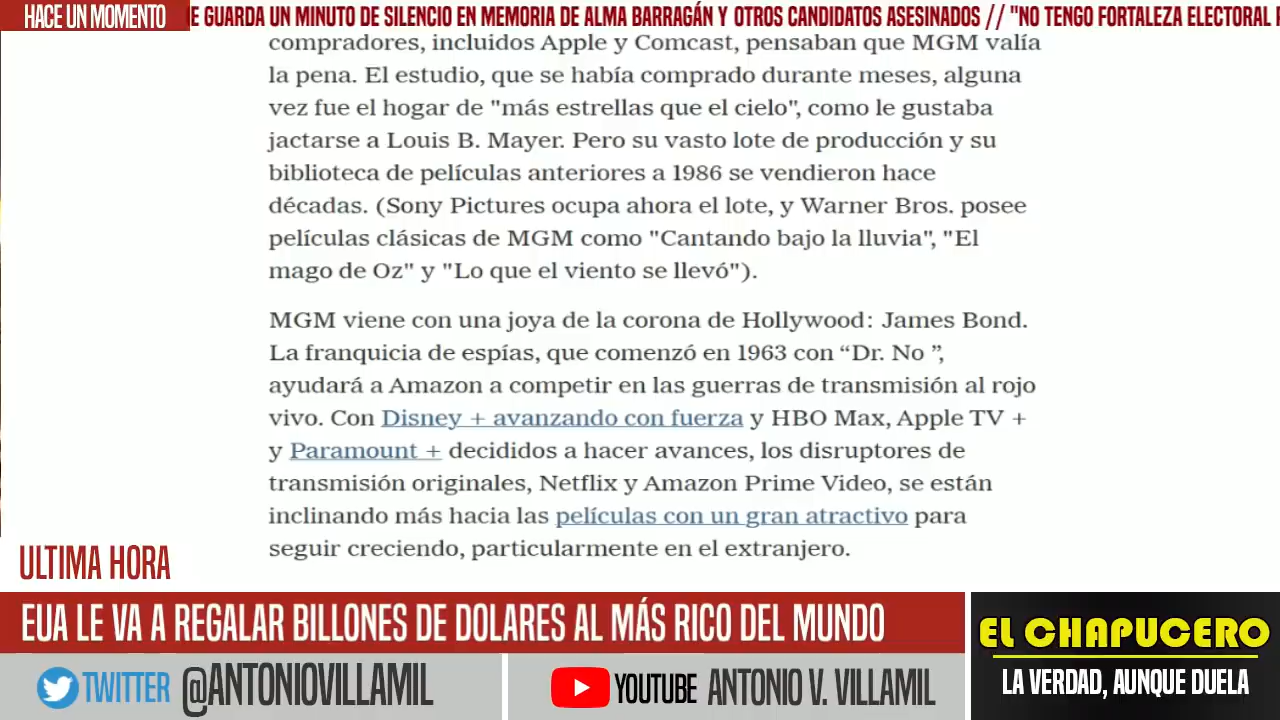 HACE UN MOMENTO
E GUARDA UN MINUTO DE SILENCIO EN MEMORIA DE ALMA BARRAGÁN Y OTROS CANDIDATOS ASESINADOS // "NO TENGO FORTALEZA ELECTORAL
compradores, incluidos Apple y Comcast, pensaban que MGM valía
la pena. El estudio, que se había comprado durante meses, alguna
vez fue el hogar de "más estrellas que el cielo", como le gustaba
jactarse a Louis B. Mayer. Pero su vasto lote de producción y su
biblioteca de películas anteriores a 1986 se vendieron hace
décadas. (Sony Pictures ocupa ahora el lote, y Warner Bros. posee
películas clásicas de MGM como "Cantando bajo la lluvia", "El
mago de Oz" y "Lo que el viento se llevó").
MGM viene con una joya de la corona de Hollywood: James Bond.
La franquicia de espías, que comenzó en 1963 con “Dr. No ”,
ayudará a Amazon a competir en las guerras de transmisión al rojo
vivo. Con Disney + avanzando con fuerza y HBO Max, Apple TV +
y Paramount + decididos a hacer avances, los disruptores de
transmisión originales, Netflix y Amazon Prime Video, se están
inclinando más hacia las películas con un gran atractivo para
seguir creciendo, particularmente en el extranjero.
ULTIMA HORA
EUA LE VA A REGALAR BILLONES DE DOLARES AL MÁS RICO DEL MUNDO
EL CHAPUCERO
LA VERDAD, AUNQUE DUELA
TWITTER @ANTONIOVILLAMIL
YOUTUBE ANTONIO V. VILLAMIL